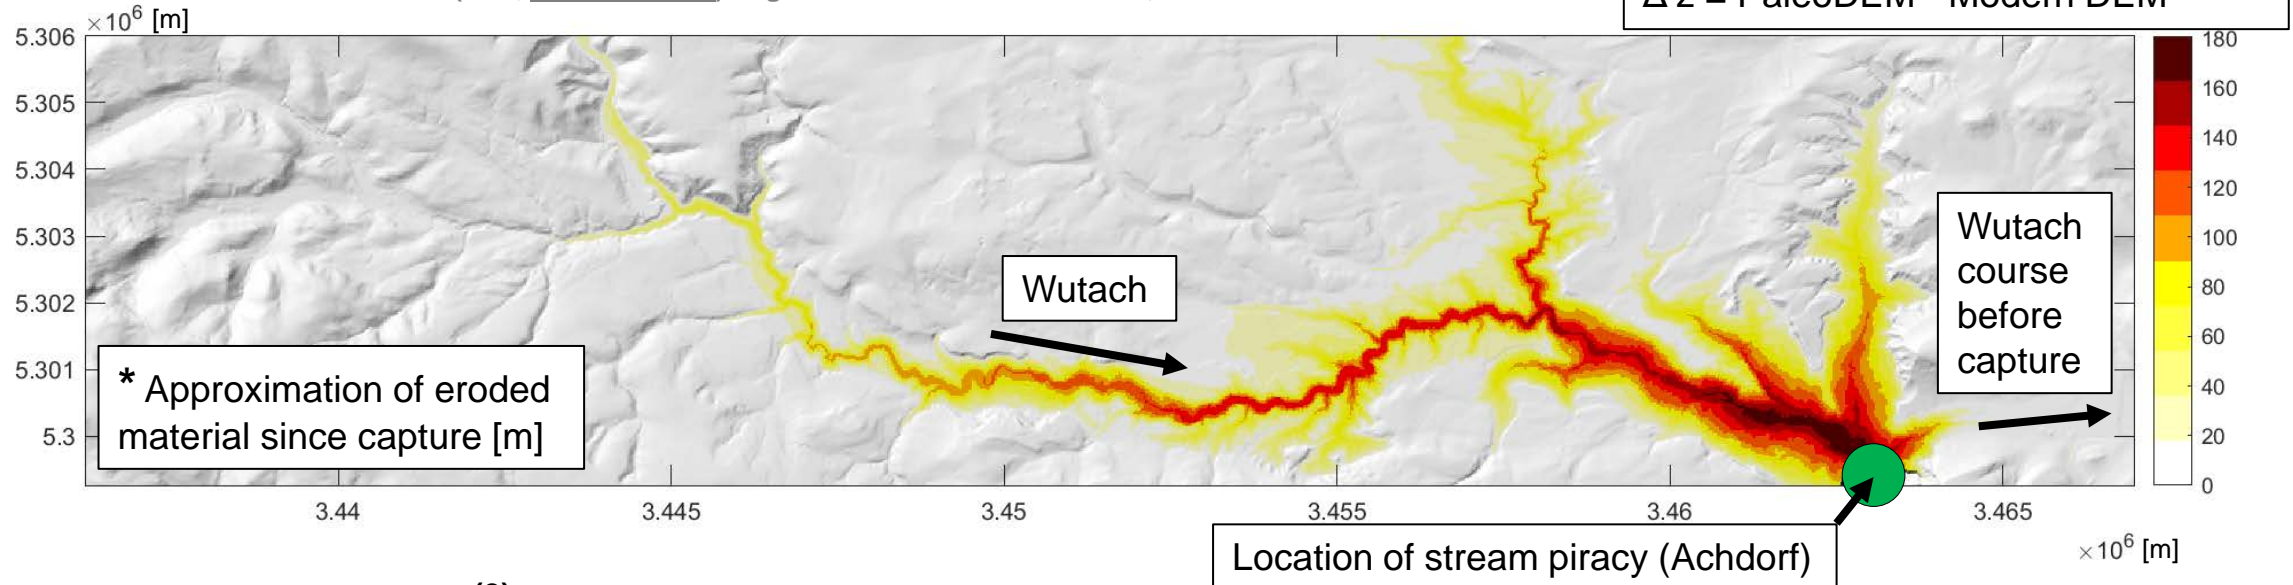 Δ z = PaleoDEM - Modern DEM
×10⁶ [m]
5.306
5.305
5.304
5.303
5.302
5.301
5.3
180
160
140
120
100
80
60
40
20
0
Wutach
Wutach
course
before
capture
* Approximation of eroded
material since capture [m]
3.44
3.445
3.45
3.455
3.46
3.465
×10⁶ [m]
Location of stream piracy (Achdorf)